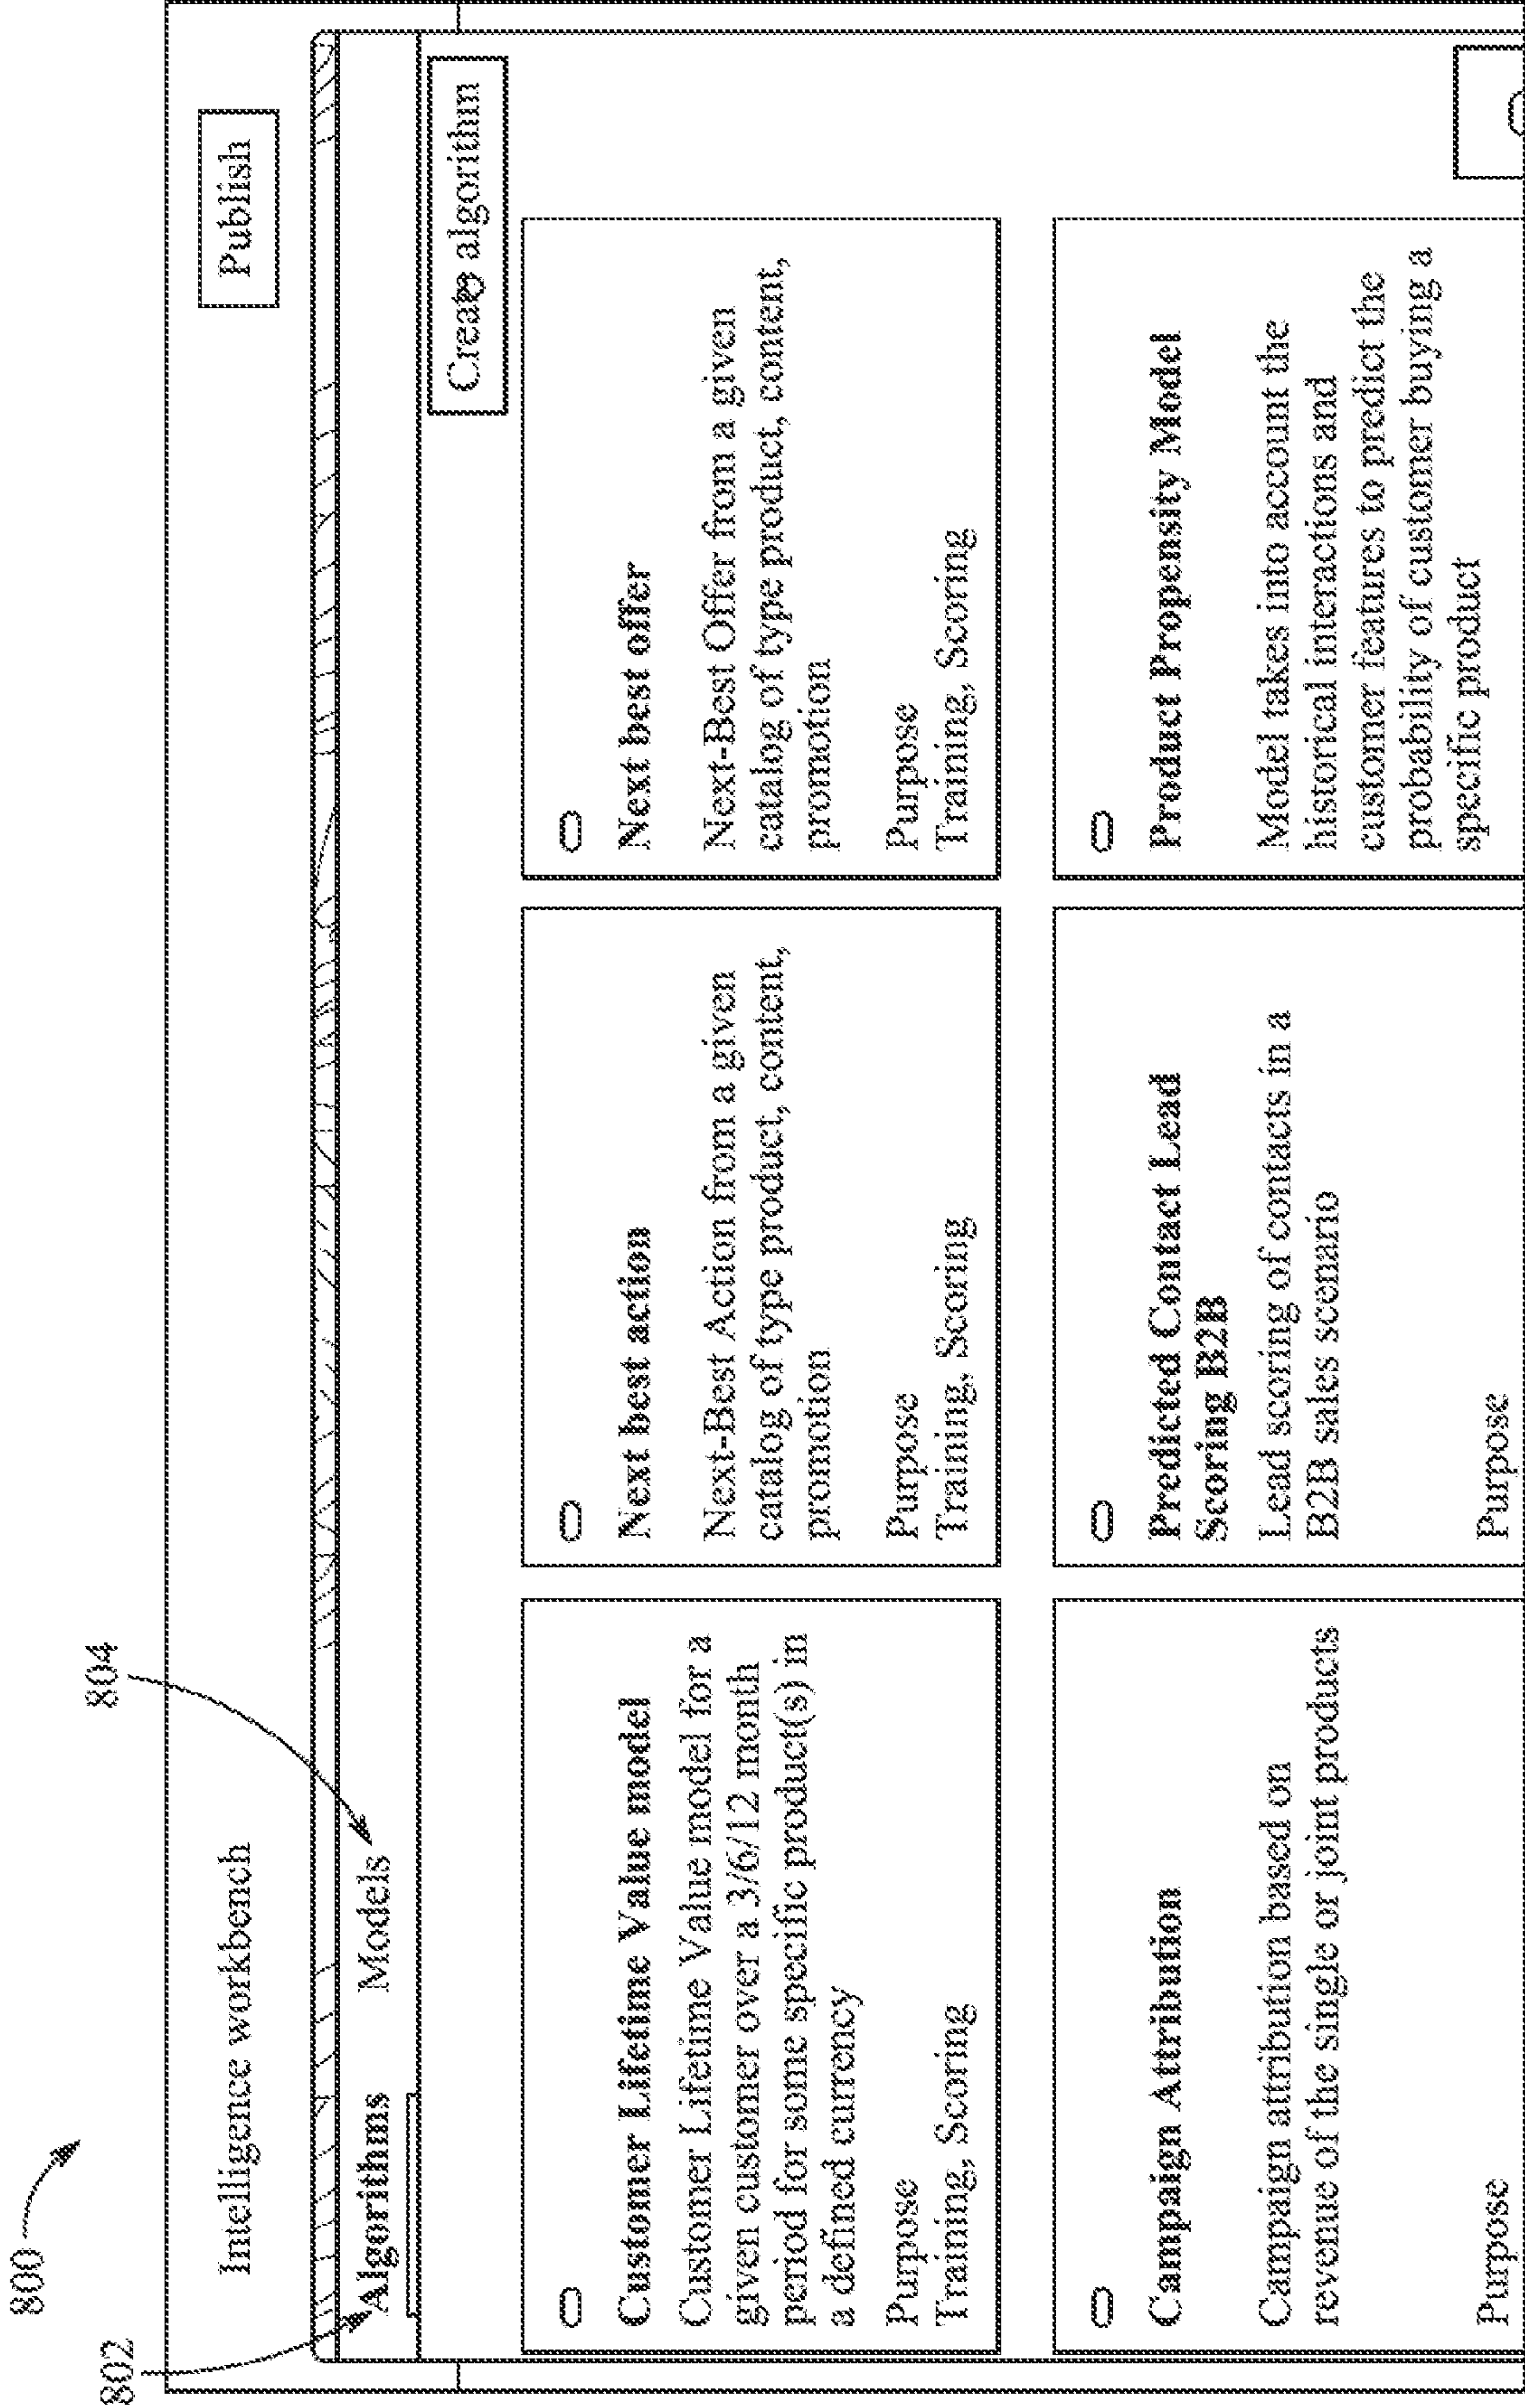 800
802
804
Intelligence workbench
Publish
Algorithms
Models
Create algorithm
Customer Lifetime Value model
Customer Lifetime Value model for a
given customer over a 3/6/12 month
period for some specific product(s) in
a defined currency
Purpose
Training, Scoring
Next best action
Next-Best Action from a given
catalog of type product, content,
promotion
Purpose
Training, Scoring
Next best offer
Next-Best Offer from a given
catalog of type product, content,
promotion
Purpose
Training, Scoring
Campaign Attribution
Campaign attribution based on
revenue of the single or joint products
Purpose
Predicted Contact Lead
Scoring B2B
Lead scoring of contacts in a
B2B sales scenario
Purpose
Product Propensity Model
Model takes into account the
historical interactions and
customer features to predict the
probability of customer buying a
specific product